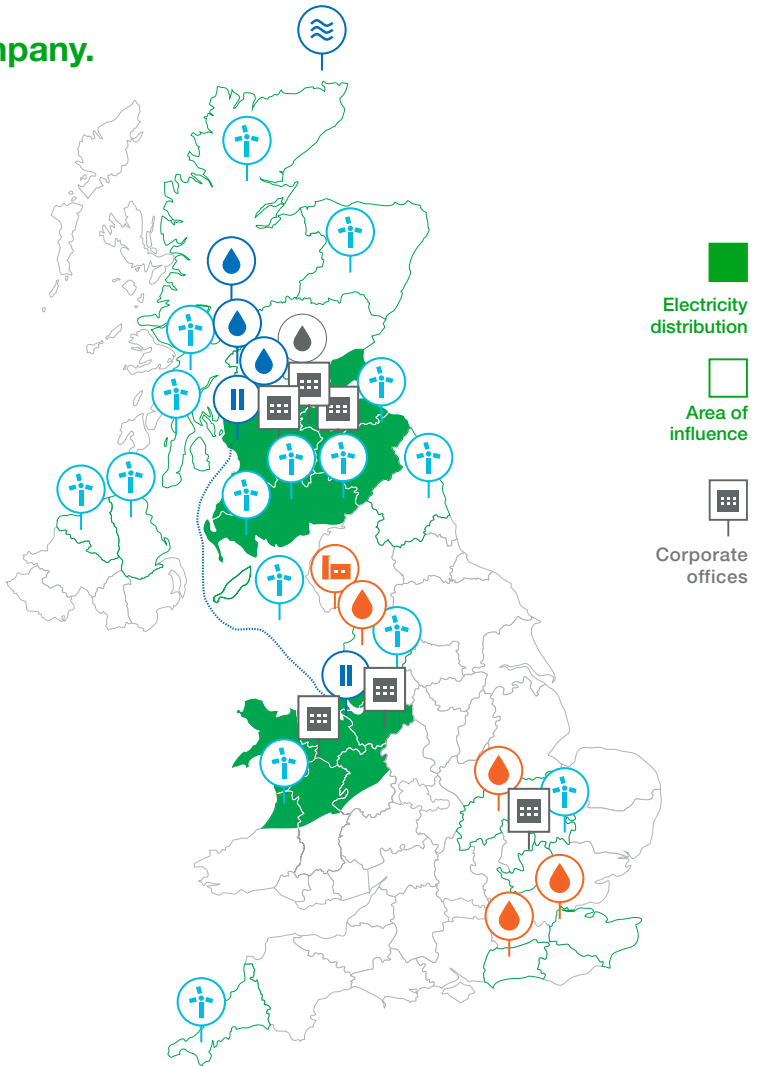 mpany.
Electricity
distribution
Area of
influence
Corporate
offices